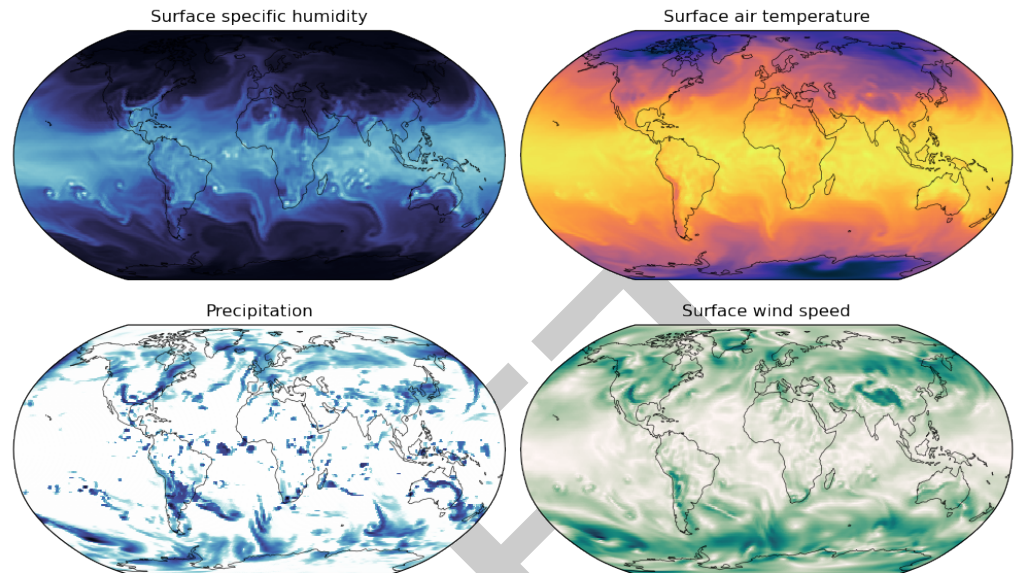 Surface specific humidity
Surface air temperature
Precipitation
Surface wind speed